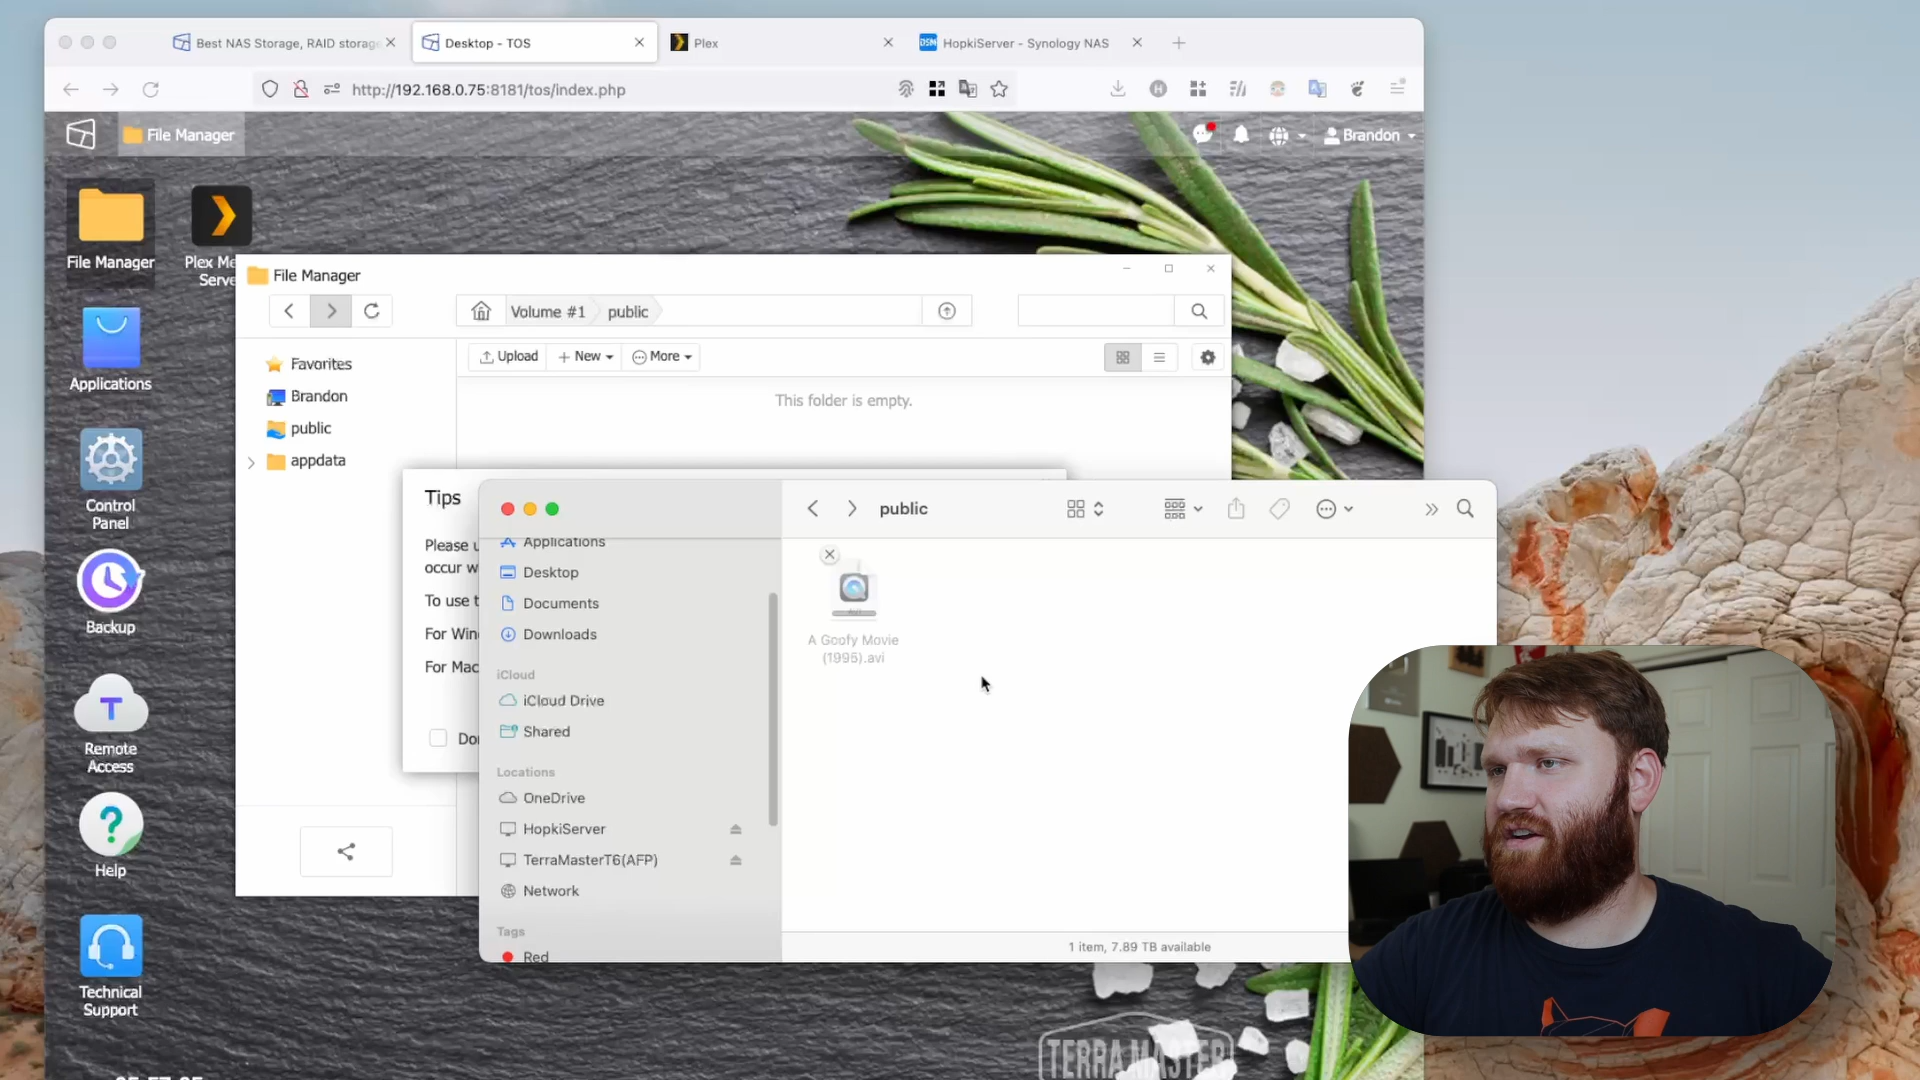 Best NAS Storage, RAID storage
Desktop - TOS
Plex
DSM
HopkiServer - Synology NAS
http://192.168.0.75:8181/tos/index.php
File Manager
Brandon
File Manager
Plex Me
Serve
Applications
Control
Panel
Backup
T
Remote
Access
?
Help
Technical
Support
File Manager
Volume #1
public
Upload
New
More
Favorites
Brandon
public
appdata
This folder is empty.
Tips
Please u
occur w
To use t
For Win
For Mac
Don
public
Applications
Desktop
Documents
Downloads
iCloud
iCloud Drive
Shared
Locations
OneDrive
HopkiServer
TerraMasterT6(AFP)
Network
Tags
Red
A Goofy Movie
(1995).avi
1 item, 7.89 TB available
TERRAMASTER